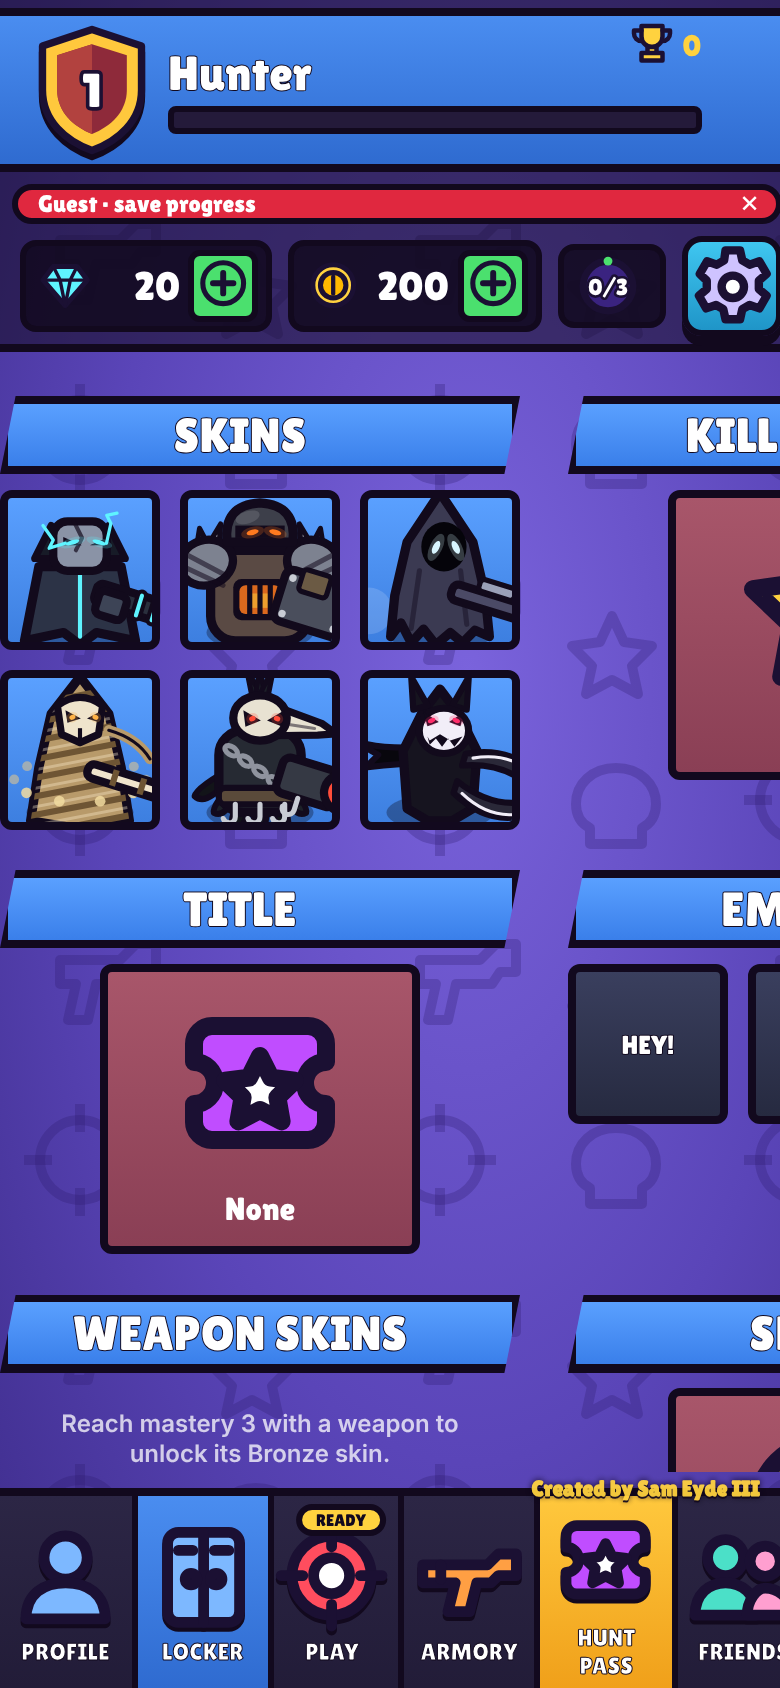 1
Hunter
0
Guest · save progress
20
200
0/3
SKINS
KILL
TITLE
EM
None
HEY!
WEAPON SKINS
Reach mastery 3 with a weapon to
unlock its Bronze skin.
Created by Sam Eyde III
READY
PROFILE
LOCKER
PLAY
ARMORY
HUNT
PASS
FRIENDS